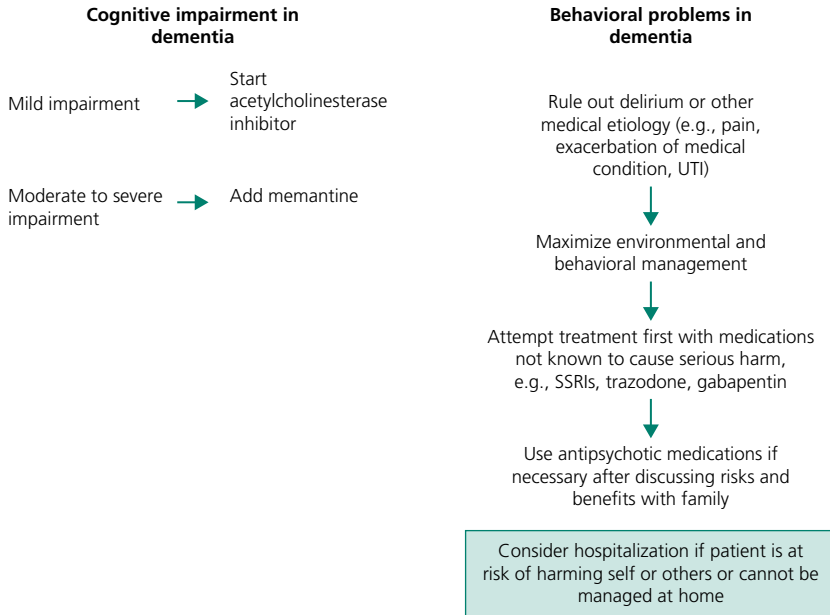 Cognitive impairment in
dementia
Mild impairment
Start
acetylcholinesterase
inhibitor
Moderate to severe
impairment
Add memantine
Behavioral problems in
dementia
Rule out delirium or other
medical etiology (e.g., pain,
exacerbation of medical
condition, UTI)
Maximize environmental and
behavioral management
Attempt treatment first with medications
not known to cause serious harm,
e.g., SSRIs, trazodone, gabapentin
Use antipsychotic medications if
necessary after discussing risks and
benefits with family
Consider hospitalization if patient is at
risk of harming self or others or cannot be
managed at home